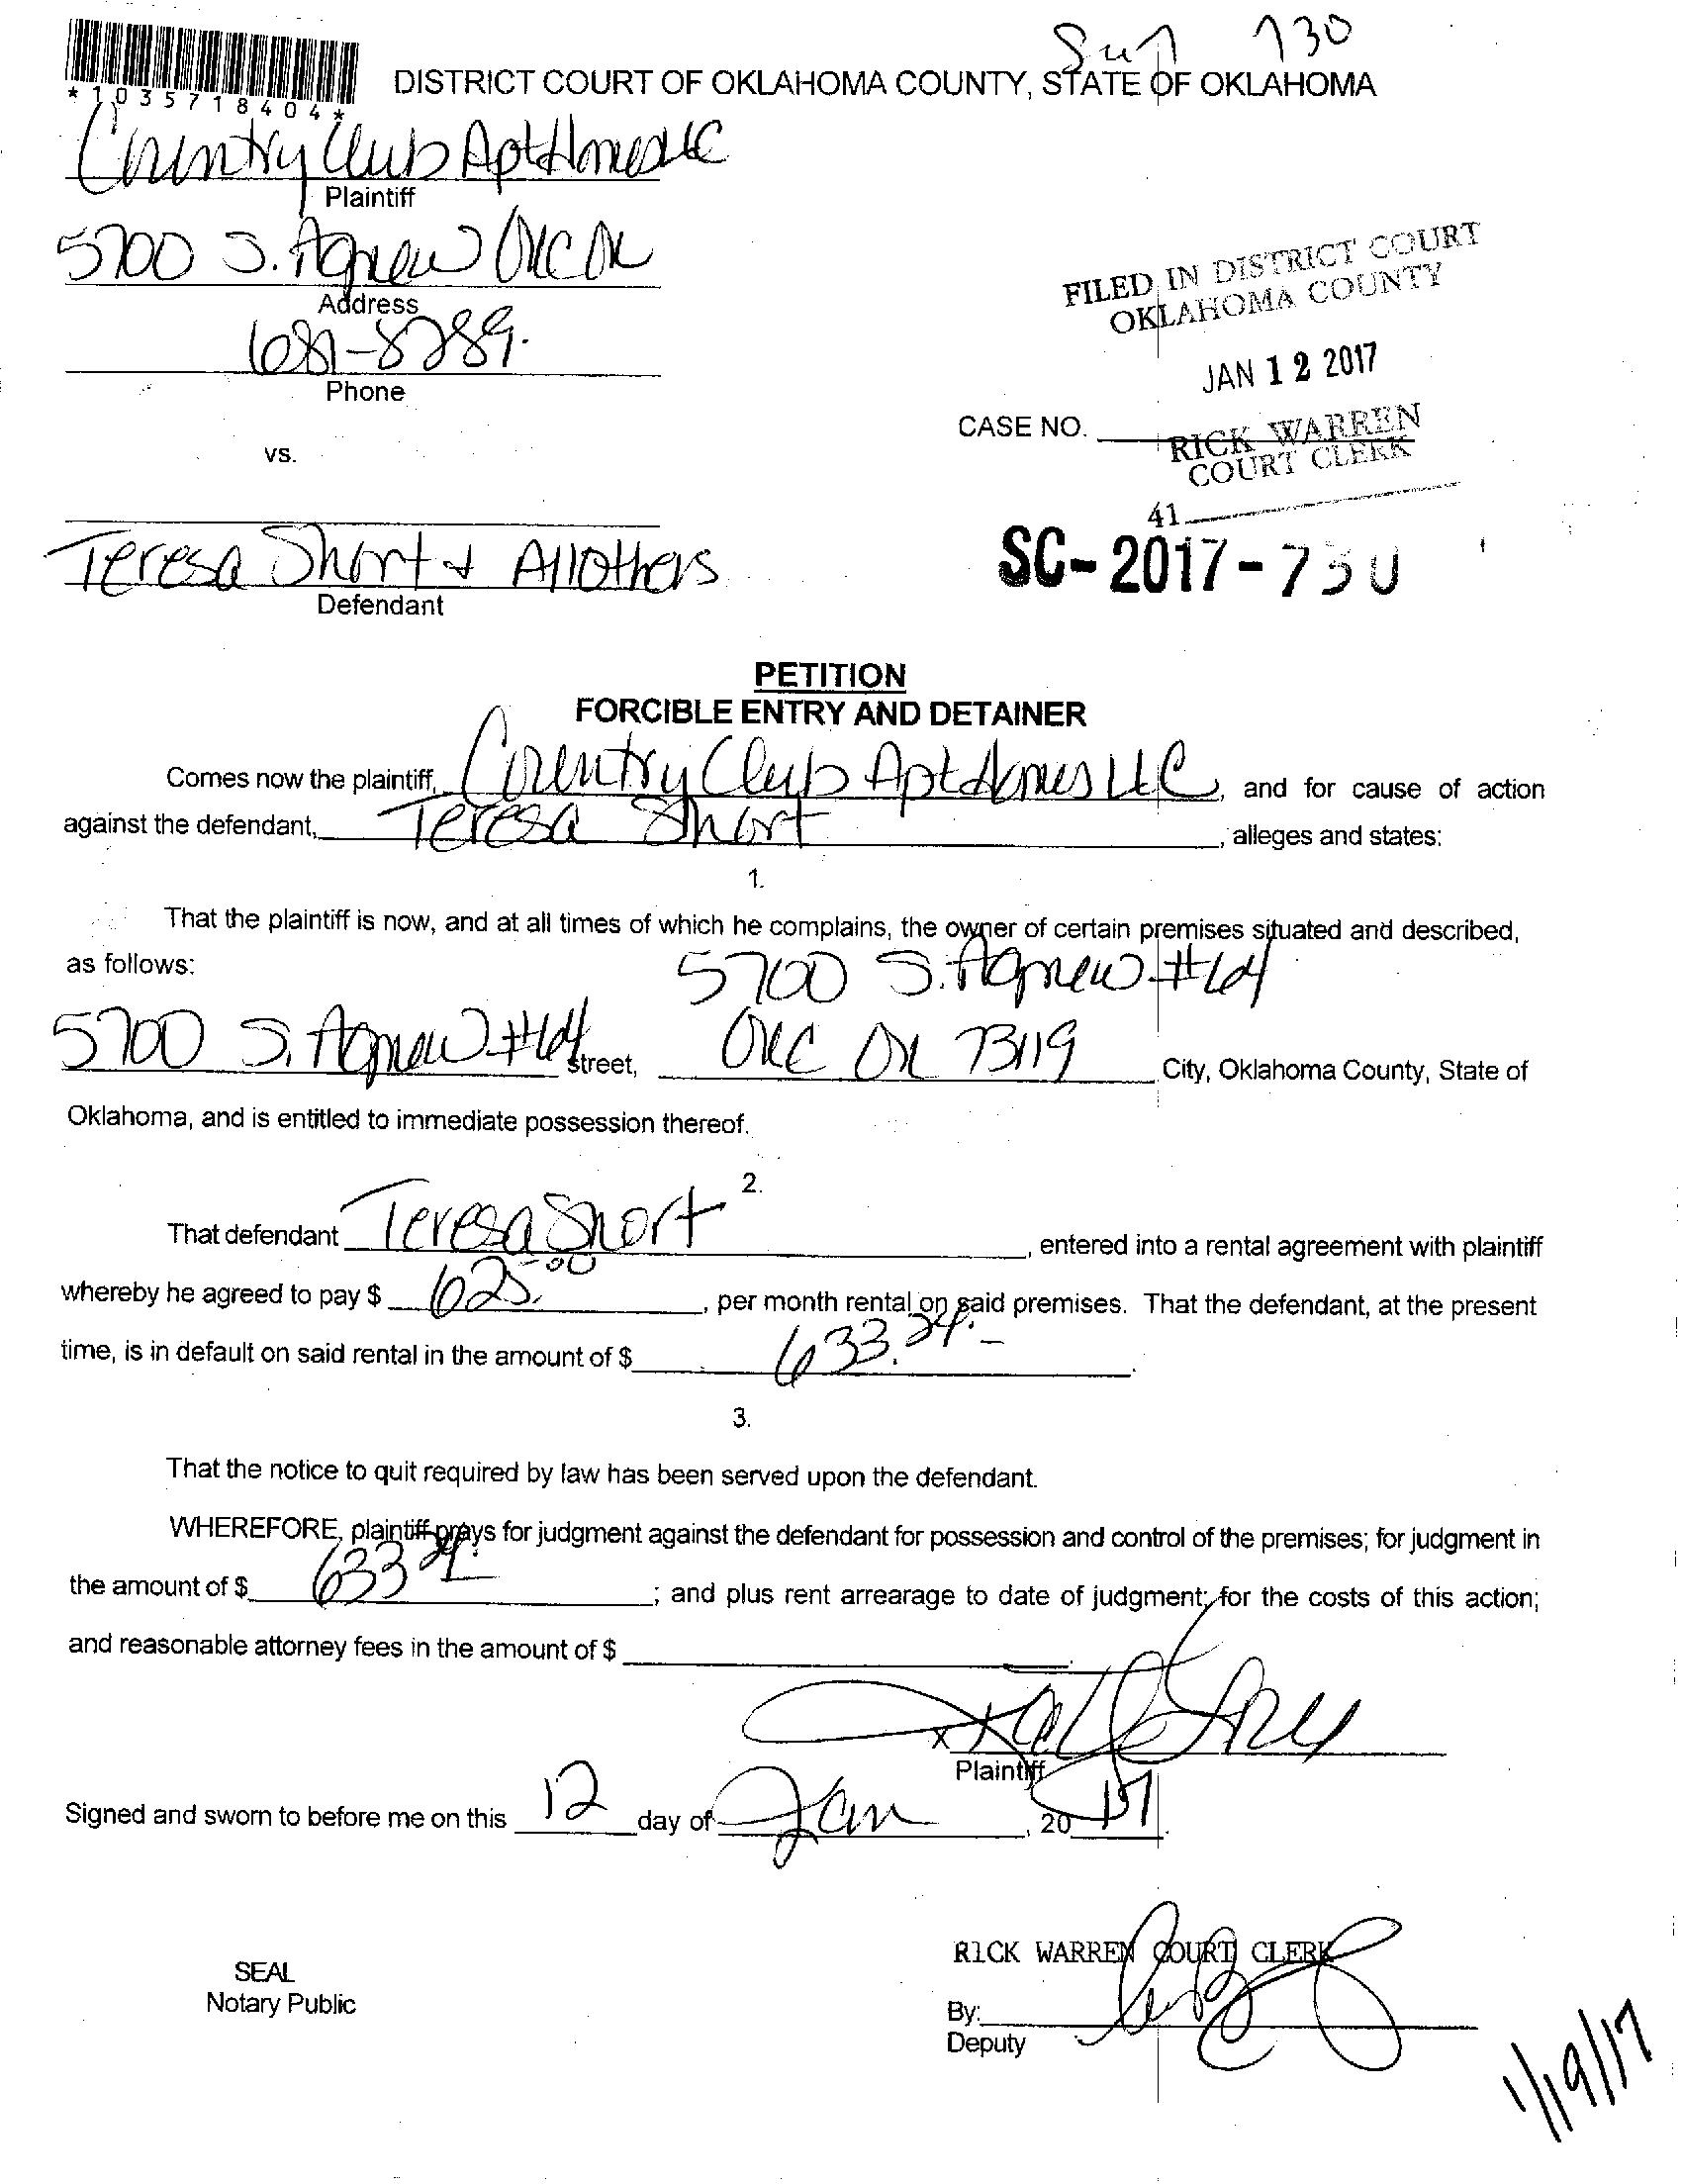 730
DISTRICT COURT OF OKLAHOMA COUNTY, STATE OF OKLAHOMA
*1035718404*
Country Club Apt Homes LLC
Plaintiff
5700 S. Agnew OKC OK
Address
681-8289.
Phone
FILED IN DISTRICT COURT
OKLAHOMA COUNTY
JAN 12 2017
CASE NO.
RICK WARREN
COURT CLERK
vs.
41
SC-2017-730
Teresa Short & All Others
Defendant
PETITION
FORCIBLE ENTRY AND DETAINER
Comes now the plaintiff, Country Club Apt Homes LLC, and for cause of action
against the defendant, Teresa Short, alleges and states:
1.
That the plaintiff is now, and at all times of which he complains, the owner of certain premises situated and described,
as follows: 5700 S. Agnew #64
5700 S. Agnew #64 street, OKC OK 73119 City, Oklahoma County, State of
Oklahoma, and is entitled to immediate possession thereof.
2.
That defendant Teresa Short, entered into a rental agreement with plaintiff
whereby he agreed to pay $ 625.00, per month rental on said premises. That the defendant, at the present
time, is in default on said rental in the amount of $ 633.24.
3.
That the notice to quit required by law has been served upon the defendant.
WHEREFORE, plaintiff prays for judgment against the defendant for possession and control of the premises; for judgment in
the amount of $ 633.24; and plus rent arrearage to date of judgment; for the costs of this action;
and reasonable attorney fees in the amount of $
x
Plaintiff
Signed and sworn to before me on this 12 day of Jan, 20 17.
RICK WARREN COURT CLERK
SEAL
Notary Public
By:
Deputy
1/19/17